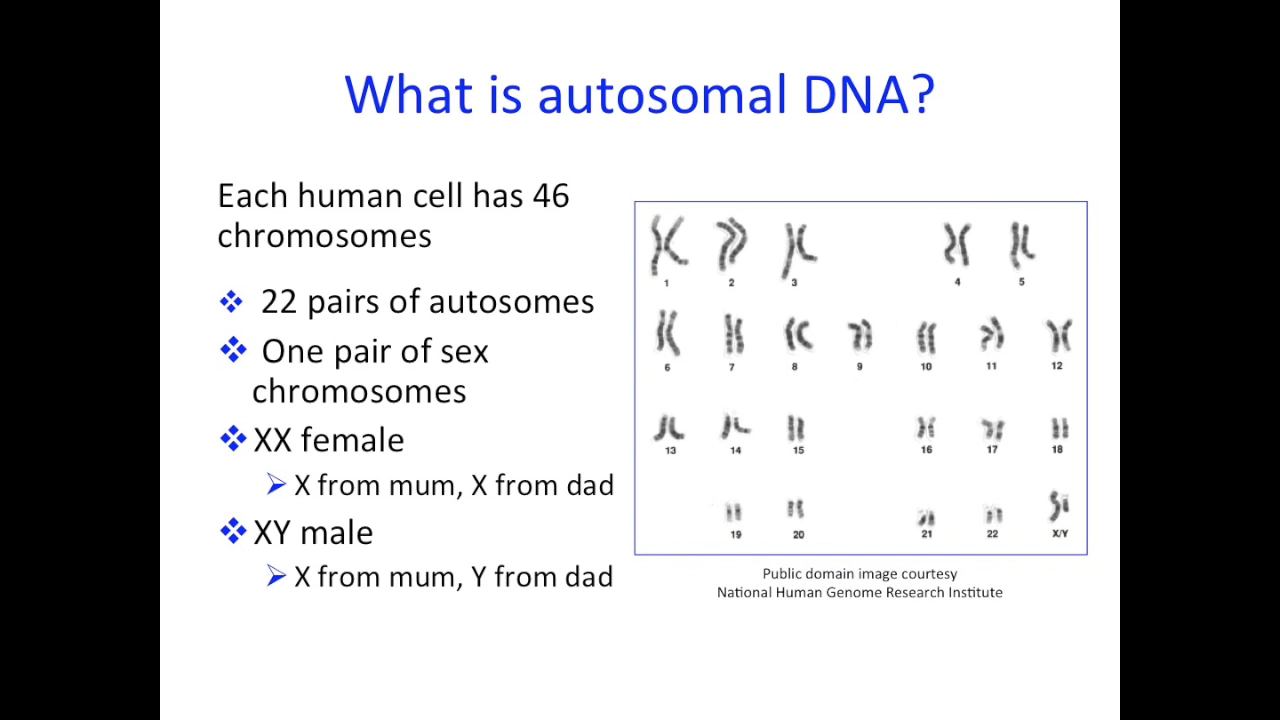 What is autosomal DNA?
Each human cell has 46
chromosomes
22 pairs of autosomes
One pair of sex
chromosomes
XX female
X from mum, X from dad
XY male
X from mum, Y from dad
1 2 3 4 5
6 7 8 9 10 11 12
13 14 15 16 17 18
19 20 21 22 X/Y
Public domain image courtesy
National Human Genome Research Institute